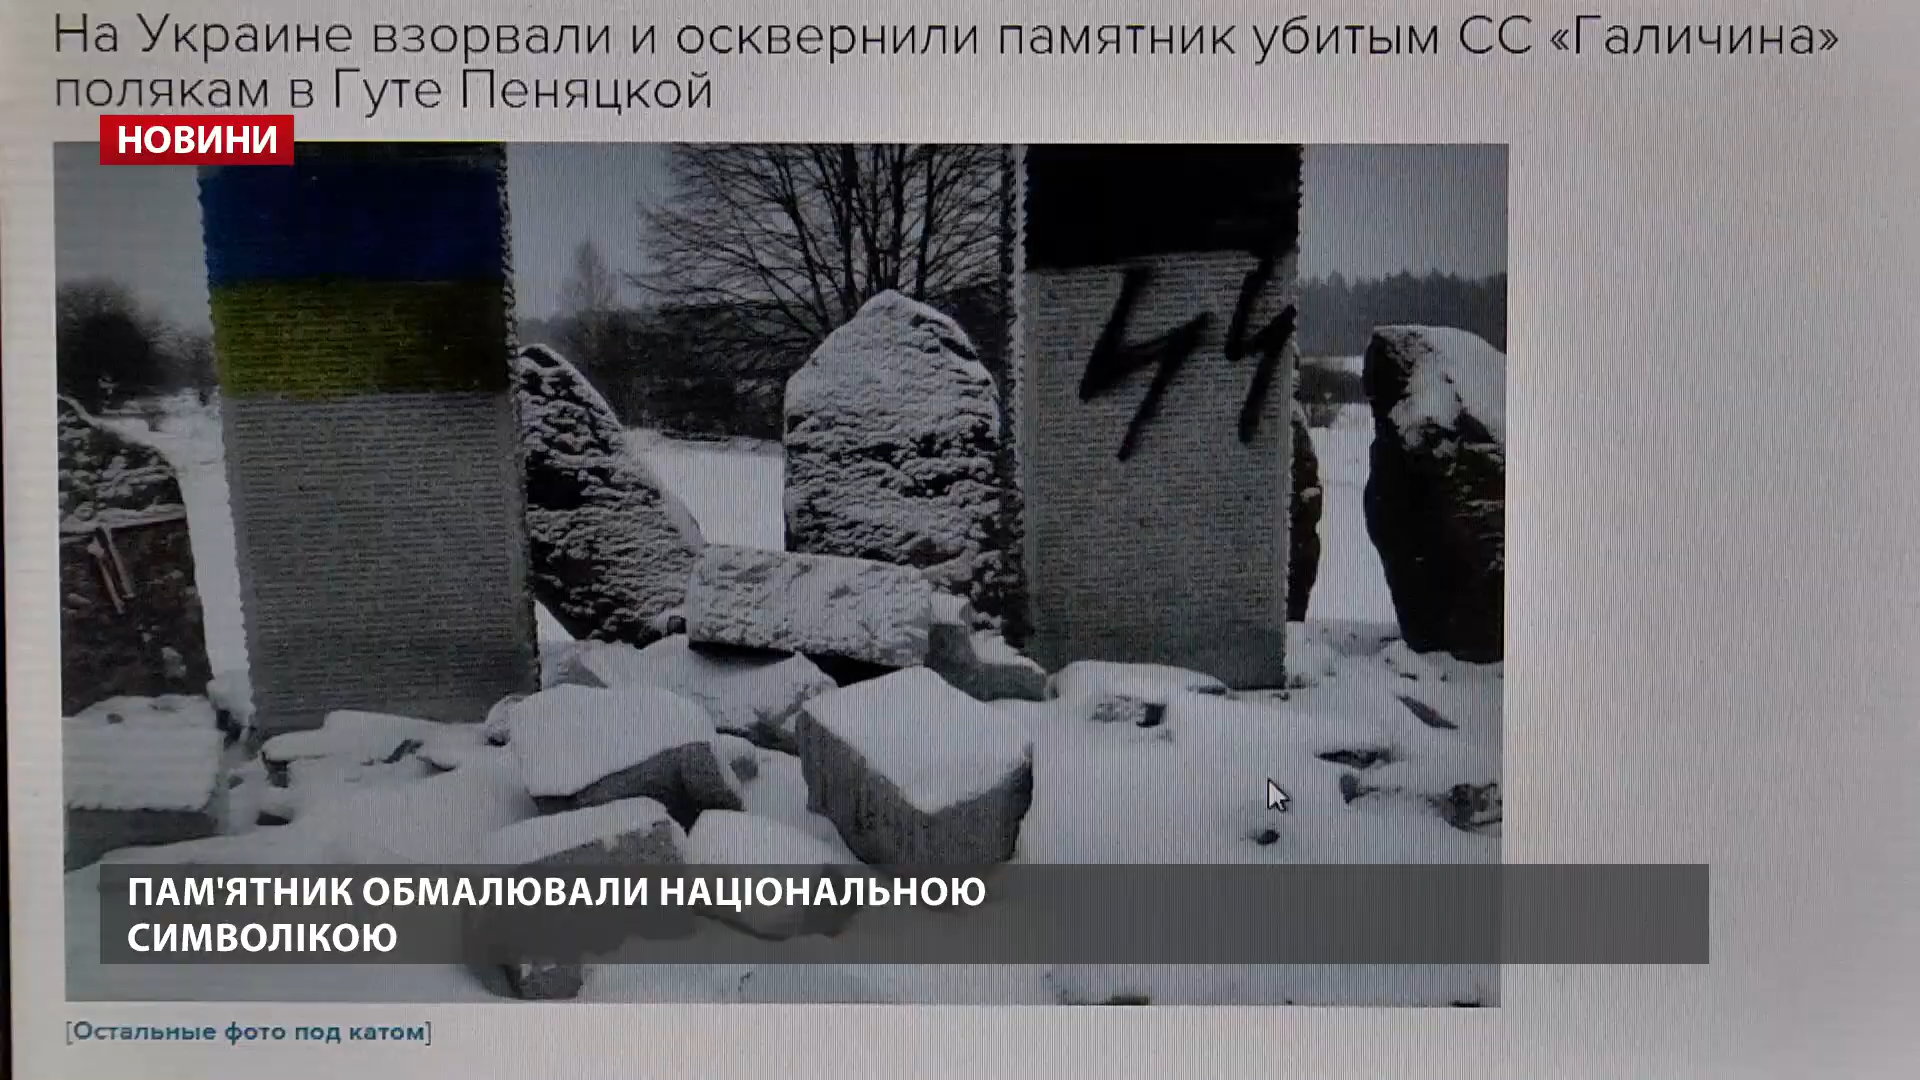 На Украине взорвали и осквернили памятник убитым СС «Галичина»
полякам в Гуте Пеняцкой
НОВИНИ
ПАМ'ЯТНИК ОБМАЛЮВАЛИ НАЦІОНАЛЬНОЮ
СИМВОЛІКОЮ
[Остальные фото под катом]